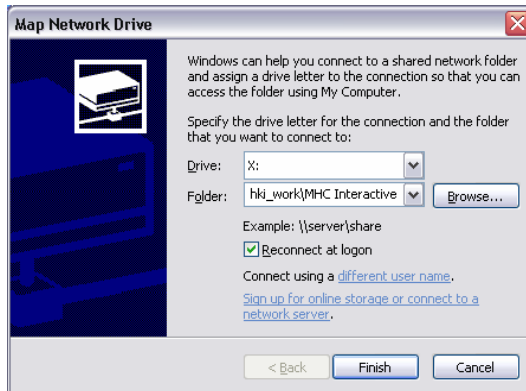 Map Network Drive
Windows can help you connect to a shared network folder
and assign a drive letter to the connection so that you can
access the folder using My Computer.
Specify the drive letter for the connection and the folder
that you want to connect to:
Drive: X:
Folder: hki_work\MHC Interactive Browse...
Example: \\server\share
Reconnect at logon
Connect using a different user name.
Sign up for online storage or connect to a
network server.
< Back Finish Cancel